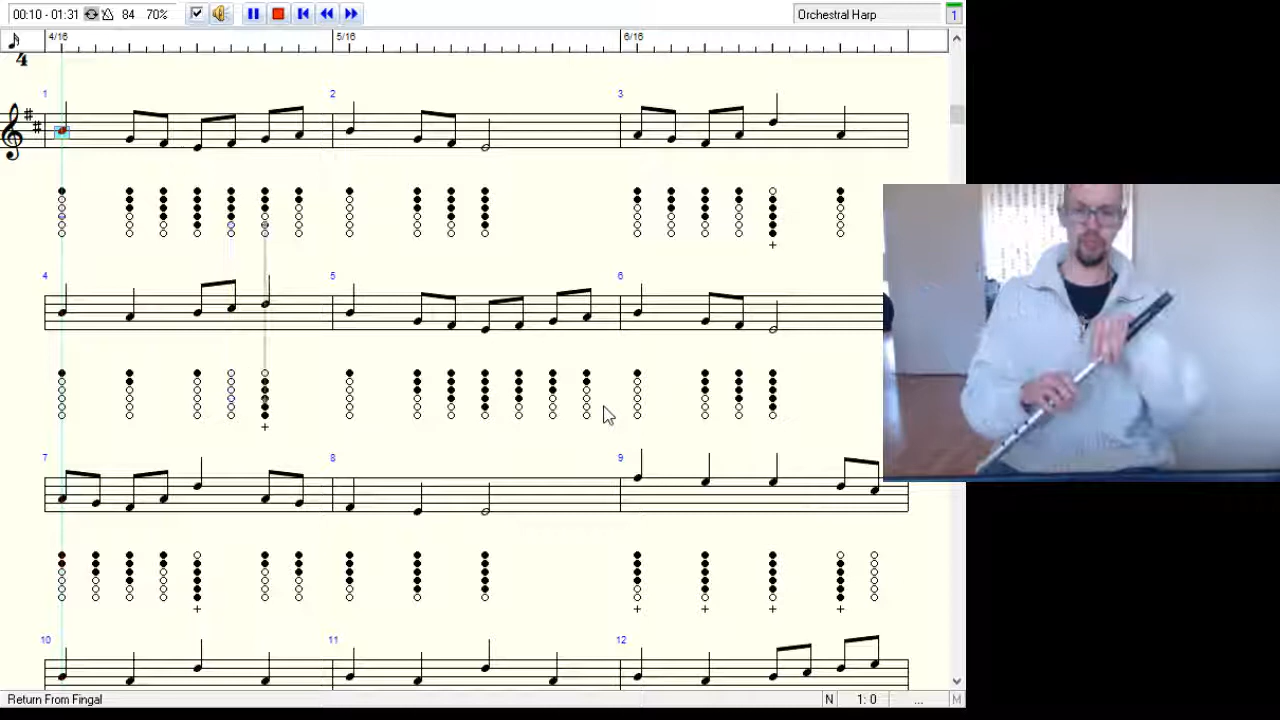 00:10 - 01:31 84 70% Orchestral Harp 1
4/16 5/16 6/16
4
1 2 3
4 5 6
7 8 9
10 11 12
Return From Fingal N 1: 0 ... M